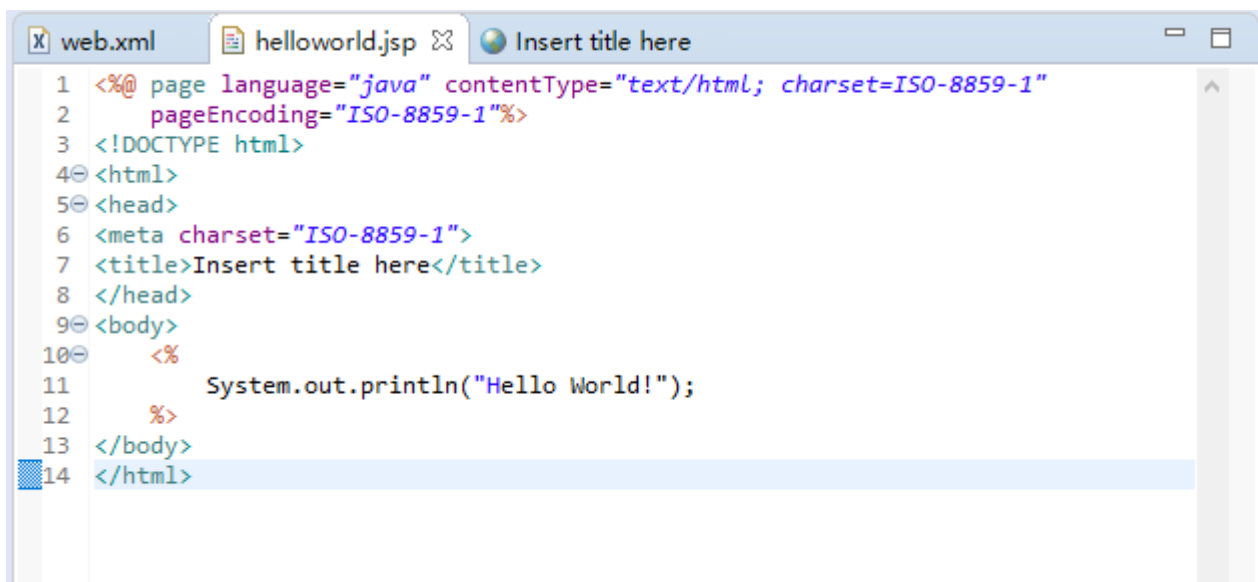 web.xml helloworld.jsp Insert title here
1 <%@ page language="java" contentType="text/html; charset=ISO-8859-1"
2     pageEncoding="ISO-8859-1"%>
3 <!DOCTYPE html>
4 <html>
5 <head>
6 <meta charset="ISO-8859-1">
7 <title>Insert title here</title>
8 </head>
9 <body>
10     <%
11         System.out.println("Hello World!");
12     %>
13 </body>
14 </html>